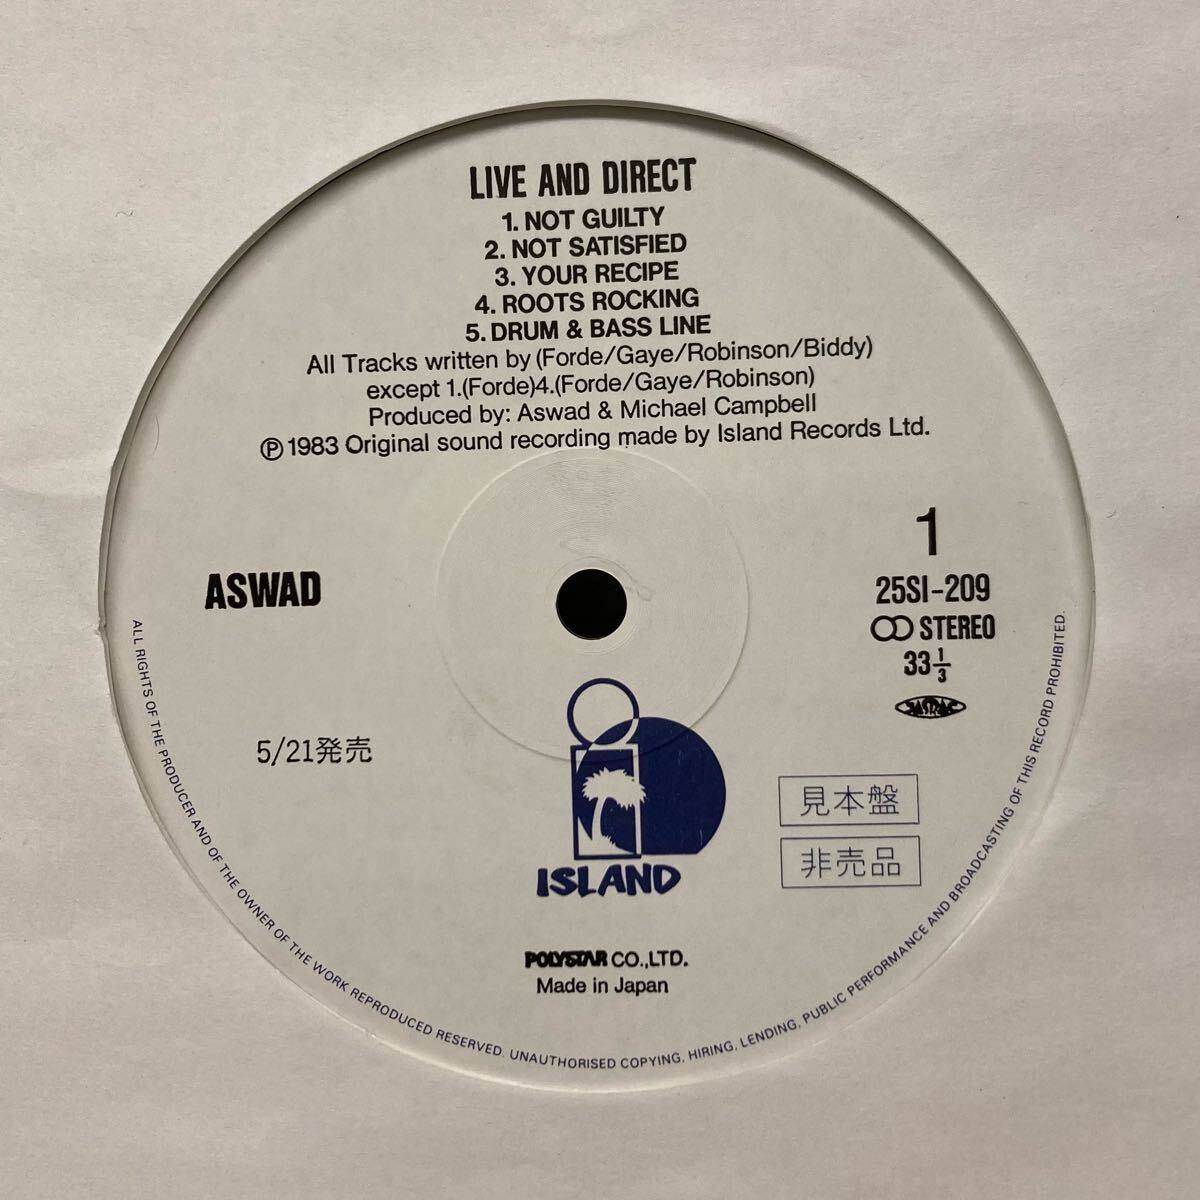 LIVE AND DIRECT
1. NOT GUILTY
2. NOT SATISFIED
3. YOUR RECIPE
4. ROOTS ROCKING
5. DRUM & BASS LINE
All Tracks written by (Forde/Gaye/Robinson/Biddy)
except 1.(Forde)4.(Forde/Gaye/Robinson)
Produced by: Aswad & Michael Campbell
℗ 1983 Original sound recording made by Island Records Ltd.
ASWAD
1
25SI-209
STEREO
33 1/3
JASRAC
5/21発売
見本盤
非売品
ISLAND
POLYSTAR CO.,LTD.
Made in Japan
ALL RIGHTS OF THE PRODUCER AND OF THE OWNER OF THE WORK REPRODUCED RESERVED. UNAUTHORISED COPYING, HIRING, LENDING, PUBLIC PERFORMANCE AND BROADCASTING OF THIS RECORD PROHIBITED.